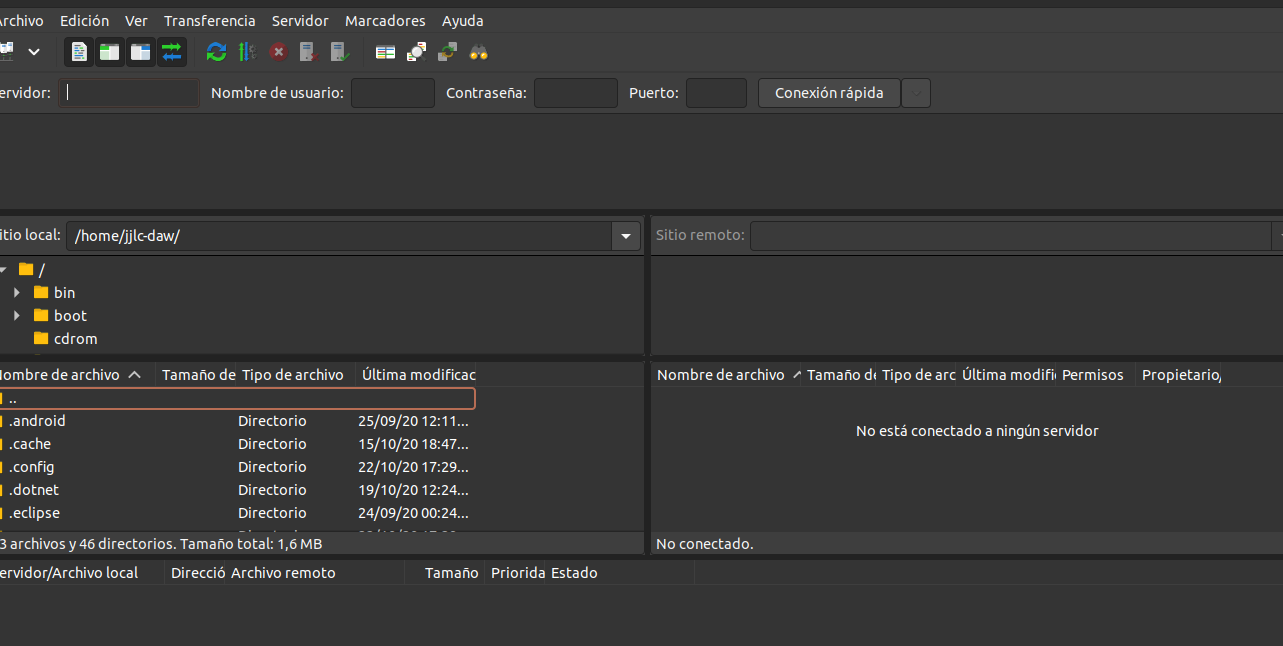 rchivo Edición Ver Transferencia Servidor Marcadores Ayuda
ervidor: Nombre de usuario: Contraseña: Puerto: Conexión rápida
itio local: /home/jjlc-daw/ Sitio remoto:
/
bin
boot
cdrom
ombre de archivo Tamaño de Tipo de archivo Última modificac
..
.android Directorio 25/09/20 12:11...
.cache Directorio 15/10/20 18:47...
.config Directorio 22/10/20 17:29...
.dotnet Directorio 19/10/20 12:24...
.eclipse Directorio 24/09/20 00:24...
3 archivos y 46 directorios. Tamaño total: 1,6 MB
Nombre de archivo Tamaño de Tipo de arc Última modifi Permisos Propietario/
No está conectado a ningún servidor
No conectado.
ervidor/Archivo local Direcció Archivo remoto Tamaño Priorida Estado